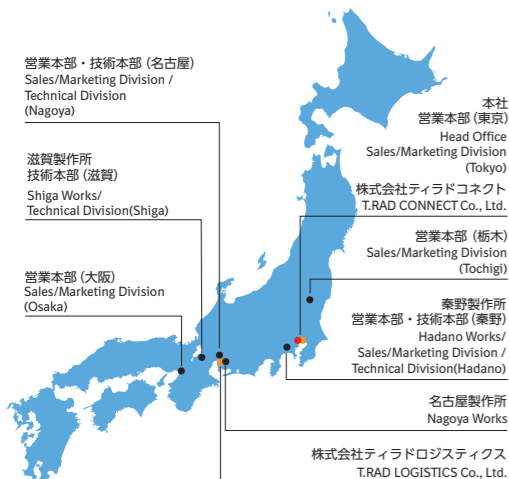 営業本部・技術本部（名古屋）
Sales/Marketing Division /
Technical Division
(Nagoya)
滋賀製作所
技術本部（滋賀）
Shiga Works/
Technical Division(Shiga)
営業本部（大阪）
Sales/Marketing Division
(Osaka)
本社
営業本部（東京）
Head Office
Sales/Marketing Division
(Tokyo)
株式会社ティラドコネクト
T.RAD CONNECT Co., Ltd.
営業本部（栃木）
Sales/Marketing Division
(Tochigi)
秦野製作所
営業本部・技術本部（秦野）
Hadano Works/
Sales/Marketing Division /
Technical Division(Hadano)
名古屋製作所
Nagoya Works
株式会社ティラドロジスティクス
T.RAD LOGISTICS Co., Ltd.